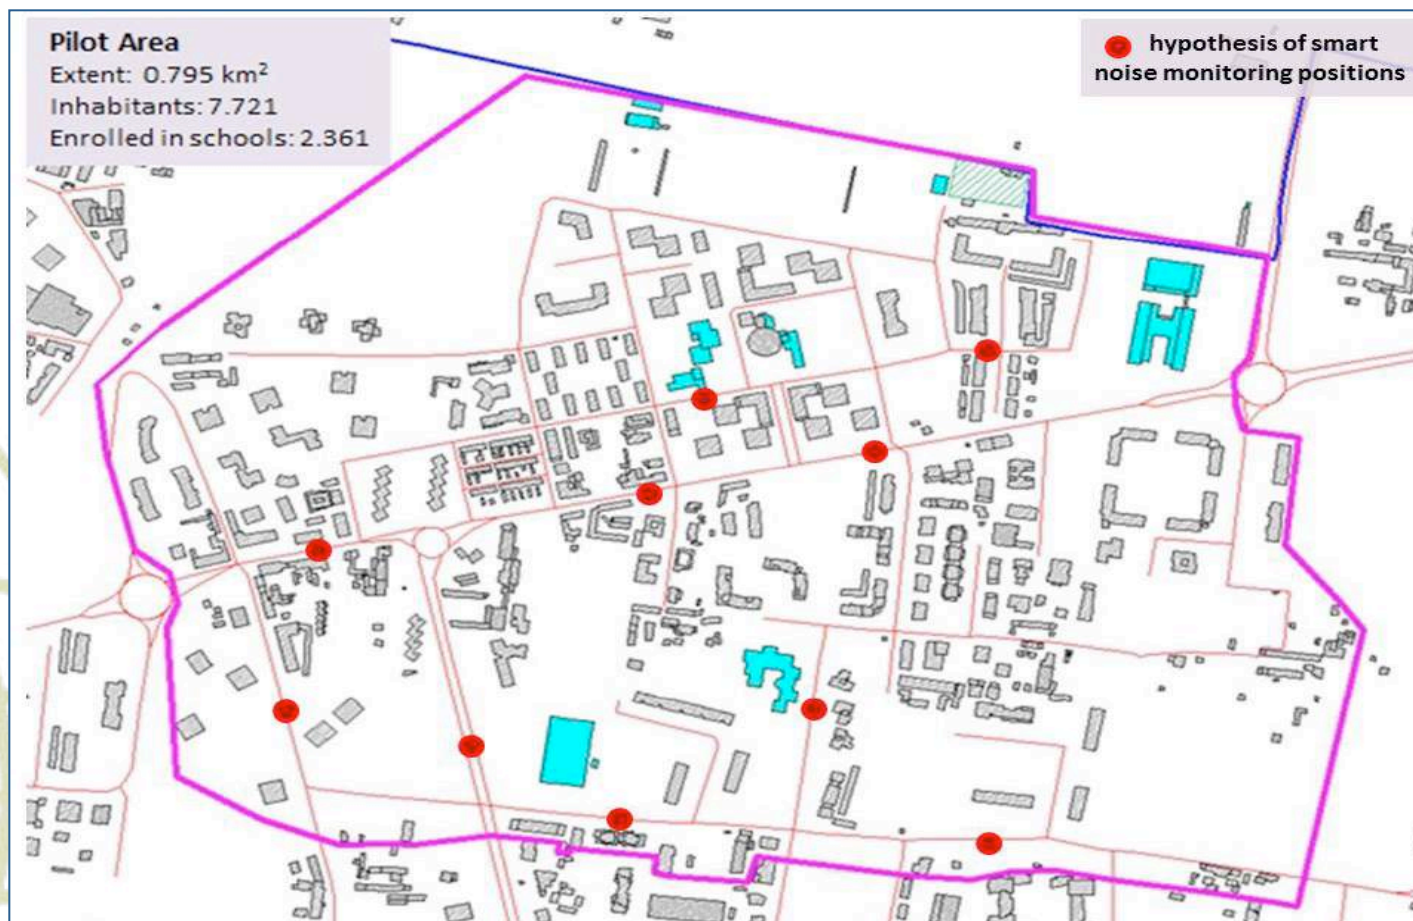 Pilot Area
Extent: 0.795 km²
Inhabitants: 7.721
Enrolled in schools: 2.361
hypothesis of smart
noise monitoring positions